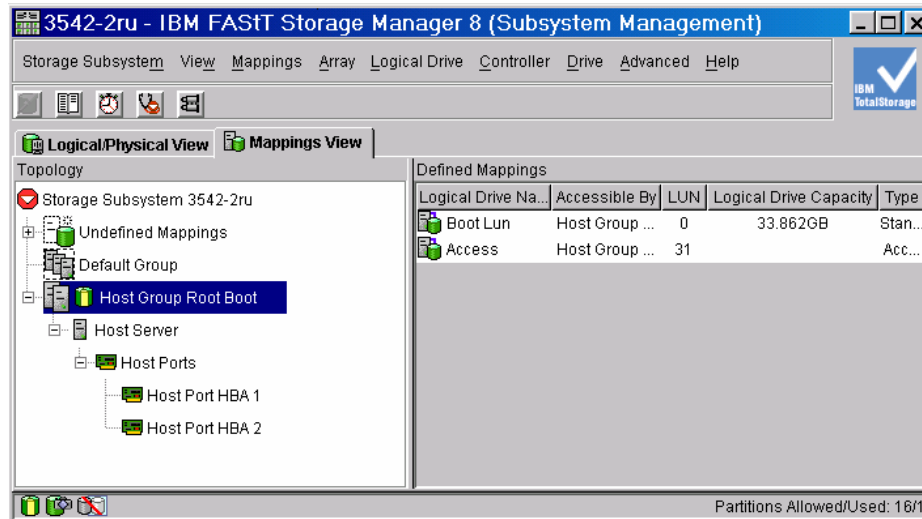 3542-2ru - IBM FAStT Storage Manager 8 (Subsystem Management)
Storage Subsystem View Mappings Array Logical Drive Controller Drive Advanced Help
IBM
TotalStorage
Logical/Physical View Mappings View
Topology
Defined Mappings
Storage Subsystem 3542-2ru
Undefined Mappings
Default Group
Host Group Root Boot
Host Server
Host Ports
Host Port HBA 1
Host Port HBA 2
Logical Drive Na... Accessible By LUN Logical Drive Capacity Type
Boot Lun Host Group ... 0 33.862GB Stan...
Access Host Group ... 31 Acc...
Partitions Allowed/Used: 16/1